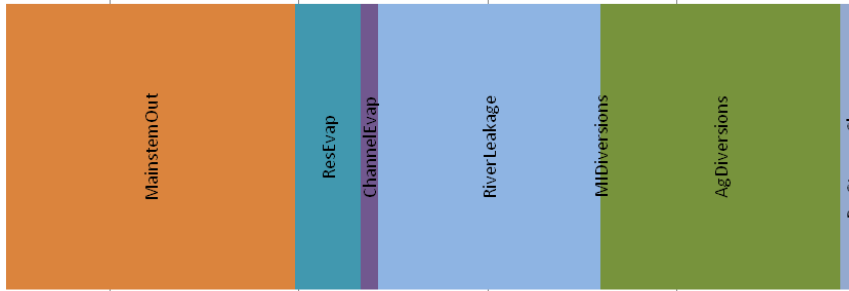 MainstemOut
ResEvap
ChannelEvap
RiverLeakage
MIDiversions
AgDiversions